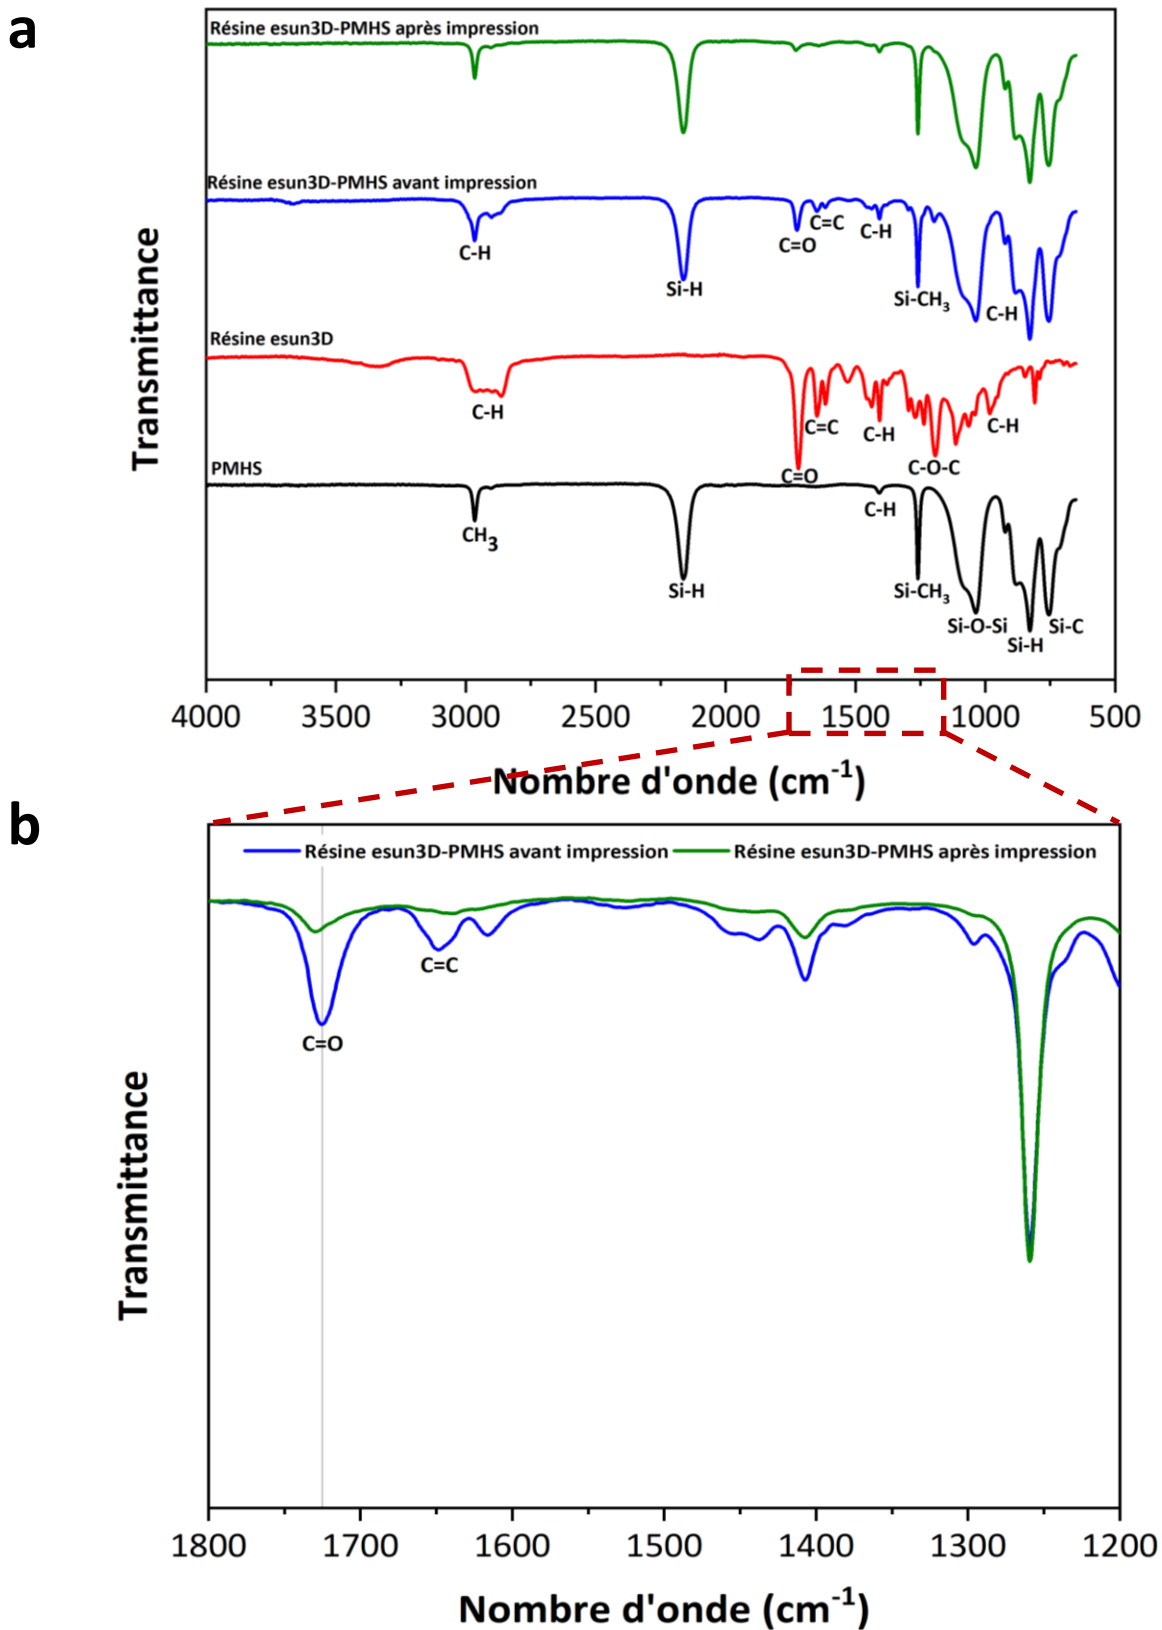 a
Résine esun3D-PMHS après impression
Résine esun3D-PMHS avant impression
C-H
Si-H
C=O
C=C
C-H
Si-CH3
C-H
Résine esun3D
C-H
C=O
C=C
C-H
C-O-C
C-H
PMHS
CH3
Si-H
C-H
Si-CH3
Si-O-Si
Si-H
Si-C
Transmittance
4000 3500 3000 2500 2000 1500 1000 500
Nombre d'onde (cm-1)
b
Résine esun3D-PMHS avant impression Résine esun3D-PMHS après impression
C=C
C=O
Transmittance
1800 1700 1600 1500 1400 1300 1200
Nombre d'onde (cm-1)